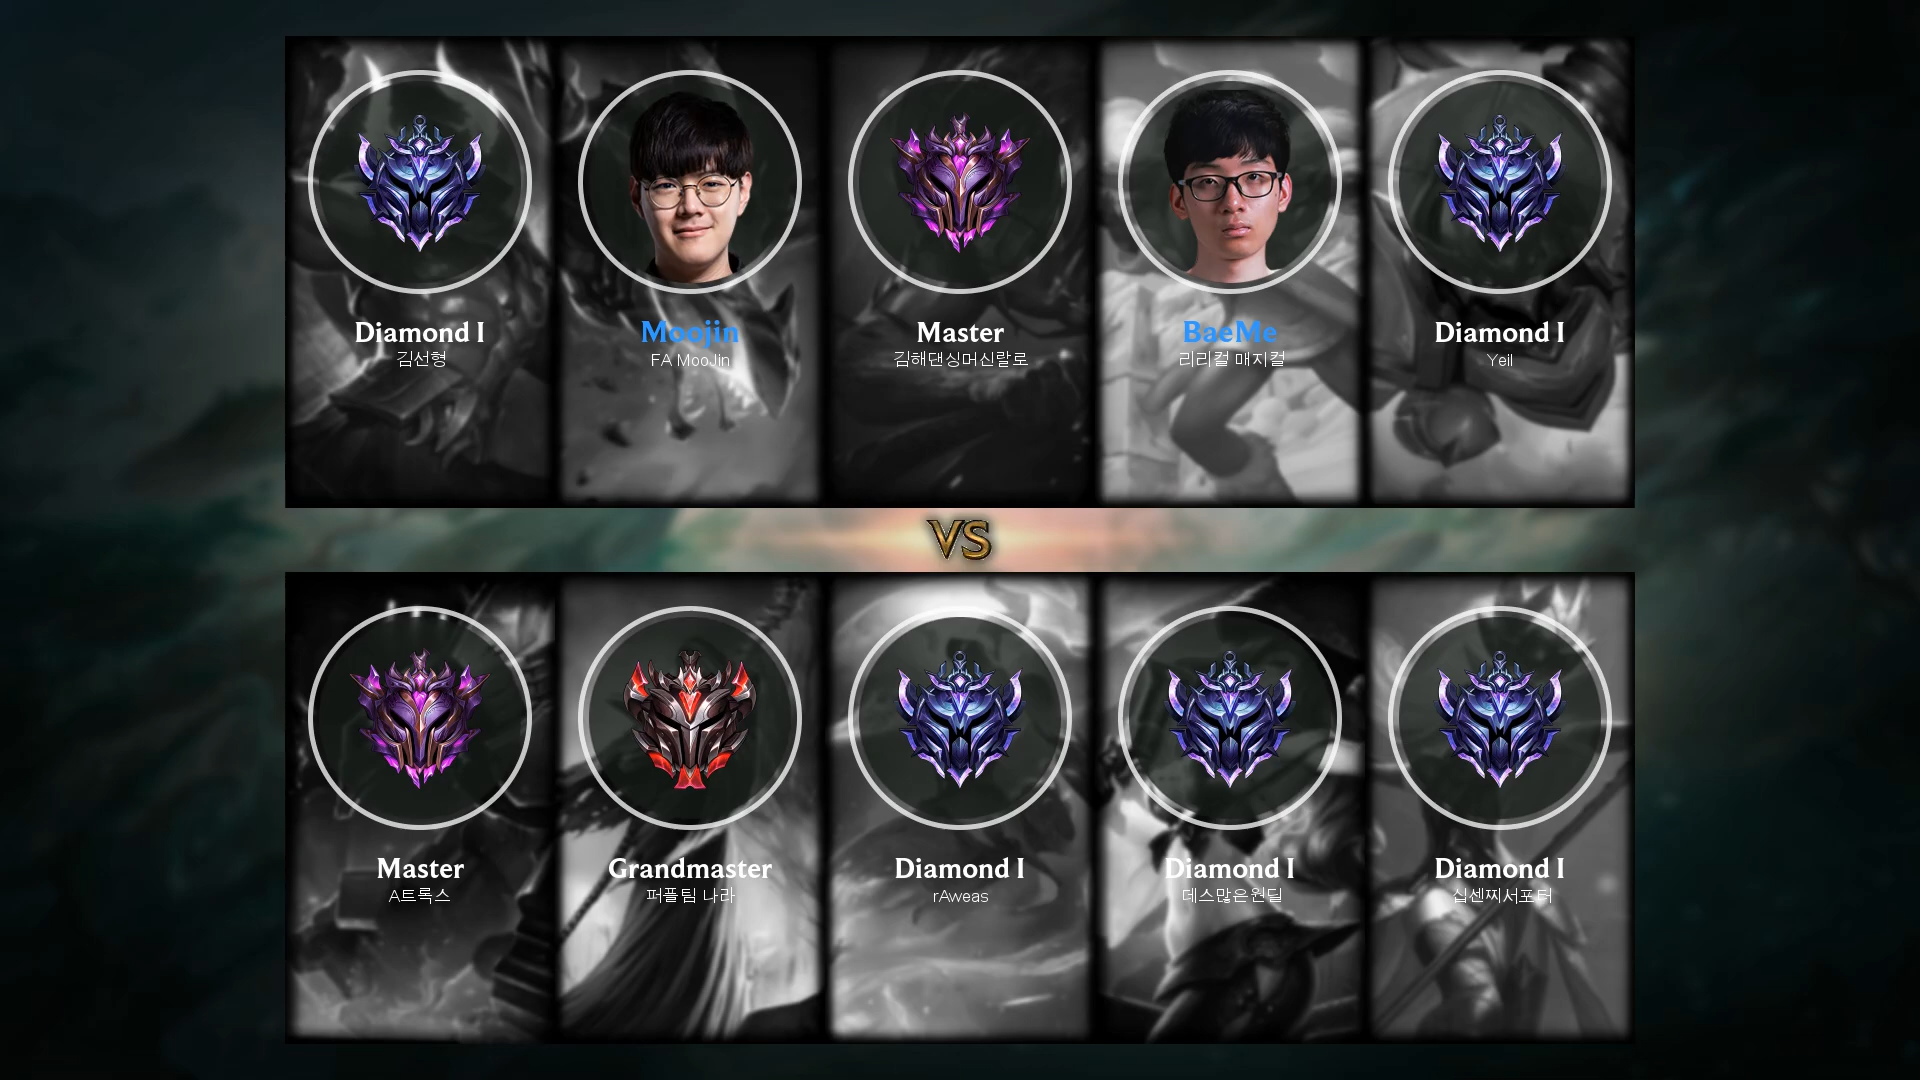 Diamond I
김선형
Moojin
FA MooJin
Master
김해댄싱머신랄로
BaeMe
리리컬 매지컬
Diamond I
Yeil
VS
Master
A트록스
Grandmaster
퍼플팀 나라
Diamond I
rAweas
Diamond I
데스많은원딜
Diamond I
십센찌서포터